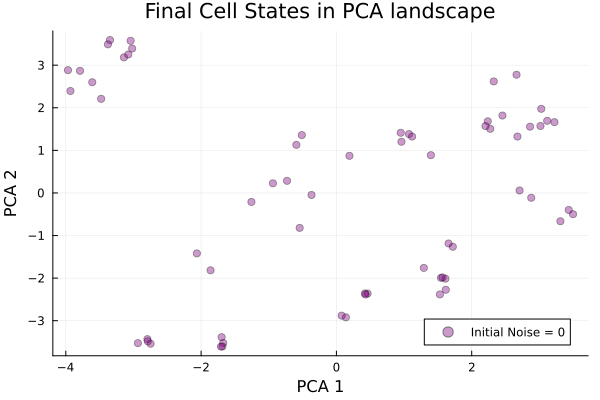 Final Cell States in PCA landscape
PCA 2
3
2
1
0
−1
−2
−3
Initial Noise = 0
−4
−2
0
2
PCA 1